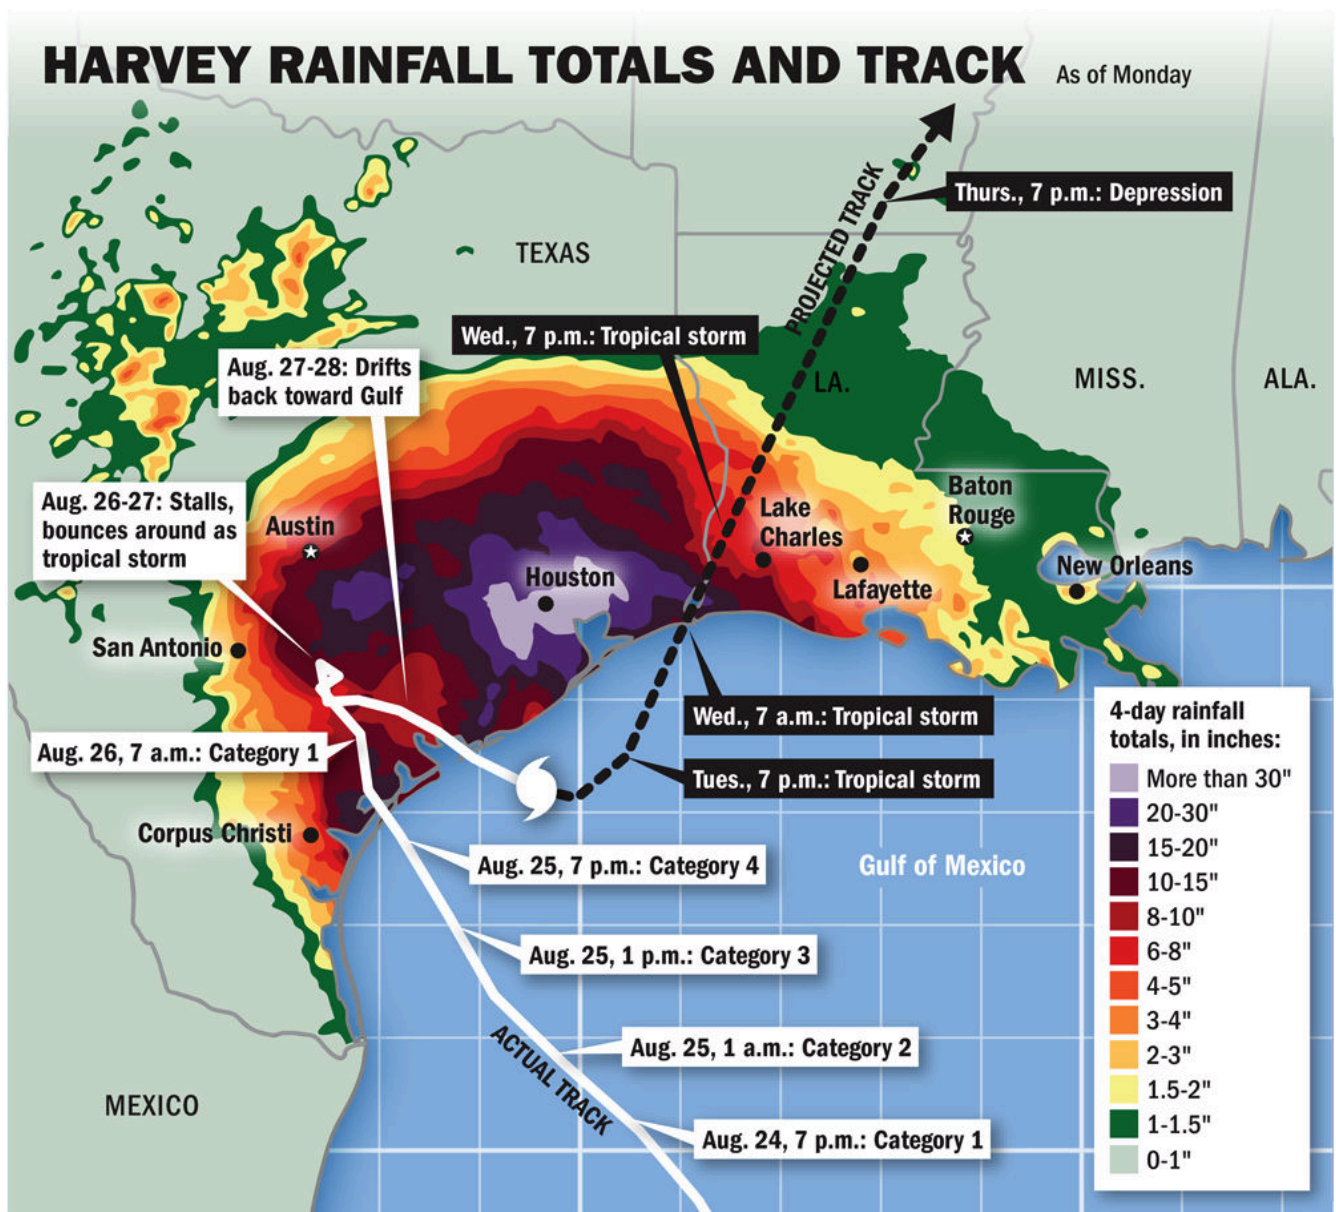 HARVEY RAINFALL TOTALS AND TRACK
As of Monday
Thurs., 7 p.m.: Depression
PROJECTED TRACK
TEXAS
Wed., 7 p.m.: Tropical storm
Aug. 27-28: Drifts
back toward Gulf
LA.
MISS.
ALA.
Aug. 26-27: Stalls,
bounces around as
tropical storm
Austin
Lake
Charles
Baton
Rouge
Houston
Lafayette
New Orleans
San Antonio
Wed., 7 a.m.: Tropical storm
Aug. 26, 7 a.m.: Category 1
Tues., 7 p.m.: Tropical storm
Corpus Christi
Aug. 25, 7 p.m.: Category 4
Gulf of Mexico
Aug. 25, 1 p.m.: Category 3
Aug. 25, 1 a.m.: Category 2
ACTUAL TRACK
Aug. 24, 7 p.m.: Category 1
MEXICO
4-day rainfall
totals, in inches:
More than 30"
20-30"
15-20"
10-15"
8-10"
6-8"
4-5"
3-4"
2-3"
1.5-2"
1-1.5"
0-1"